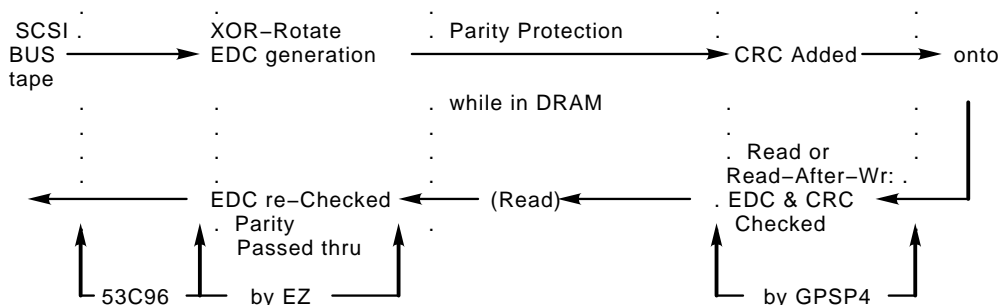 SCSI . . XOR–Rotate . Parity Protection . .
BUS EDC generation CRC Added onto
tape
. . . while in DRAM . .
. . . . .
. . . . .
. . . . Read or
Read–After–Wr: .
EDC re–Checked (Read) . EDC & CRC
. Parity . Checked
Passed thru
53C96 by EZ by GPSP4